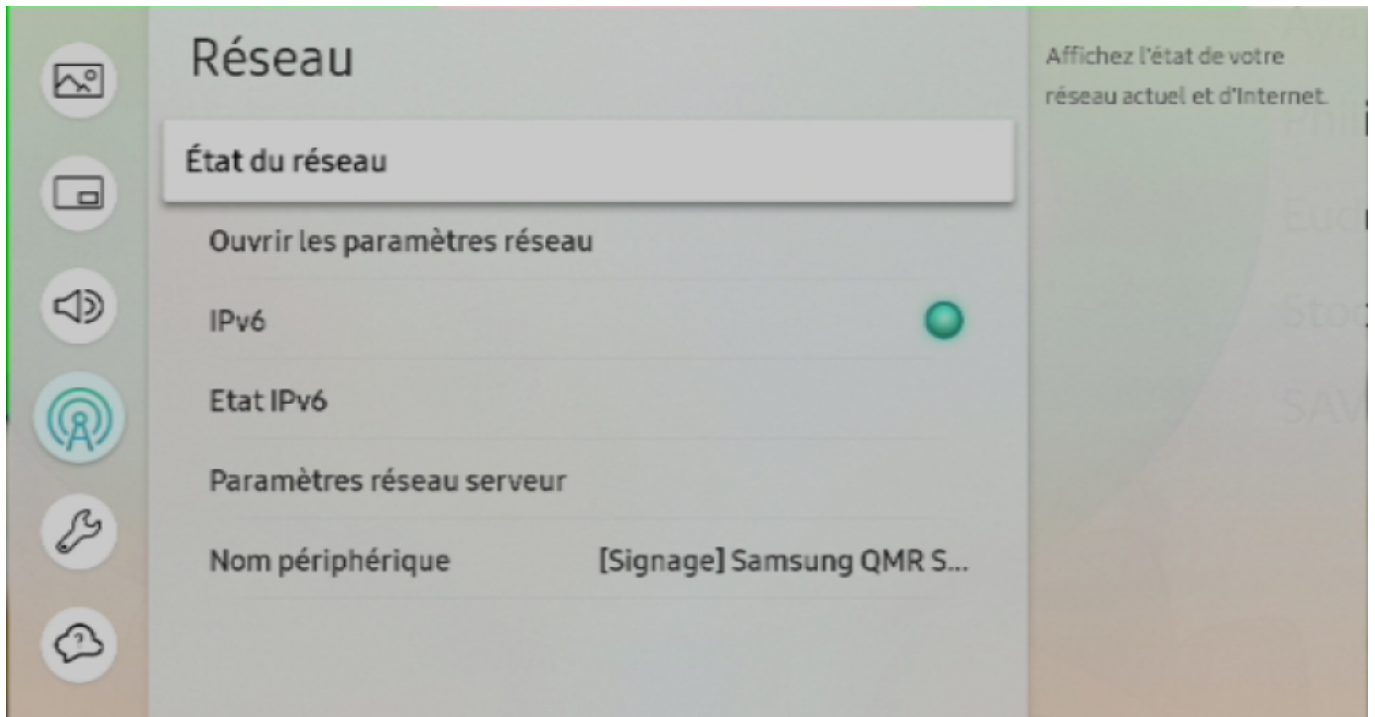 Réseau
État du réseau
Ouvrir les paramètres réseau
IPv6
Etat IPv6
Paramètres réseau serveur
Nom périphérique [Signage] Samsung QMR S...
Affichez l'état de votre
réseau actuel et d'Internet.